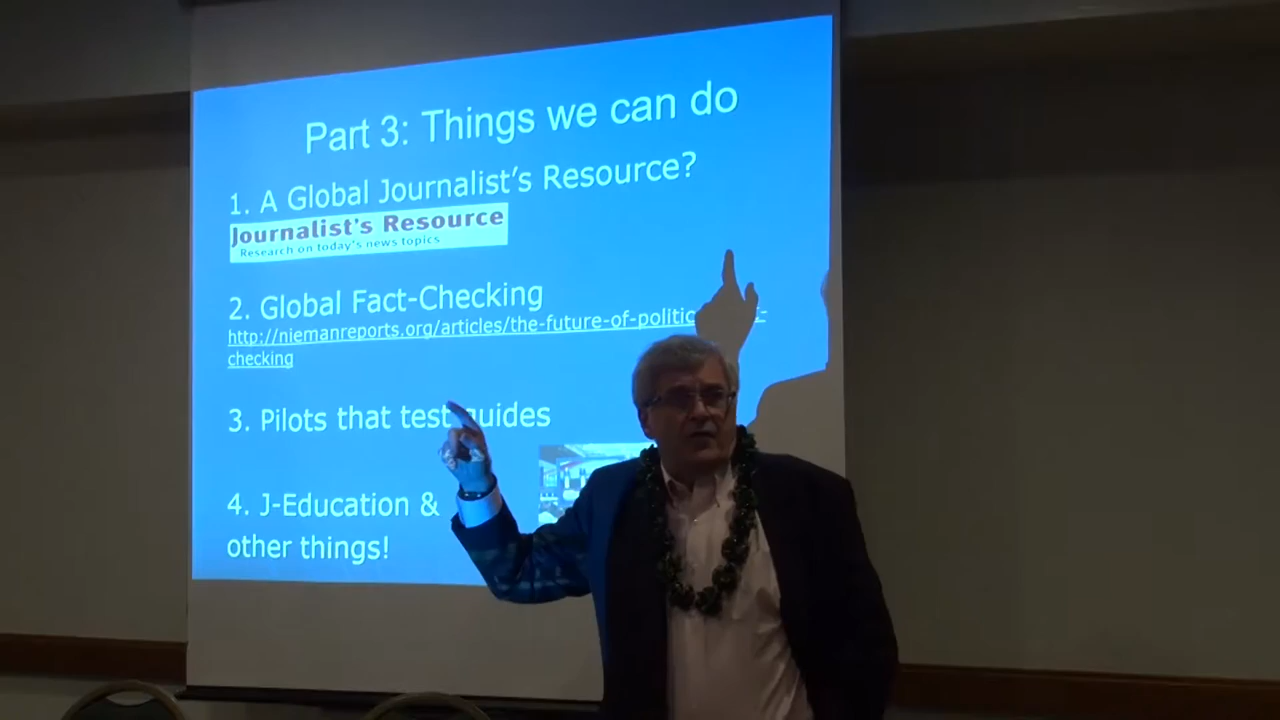 Part 3: Things we can do
1. A Global Journalist's Resource?
Journalist's Resource
Research on today's news topics
2. Global Fact-Checking
http://niemanreports.org/articles/the-future-of-politic
checking
3. Pilots that test guides
4. J-Education &
other things!